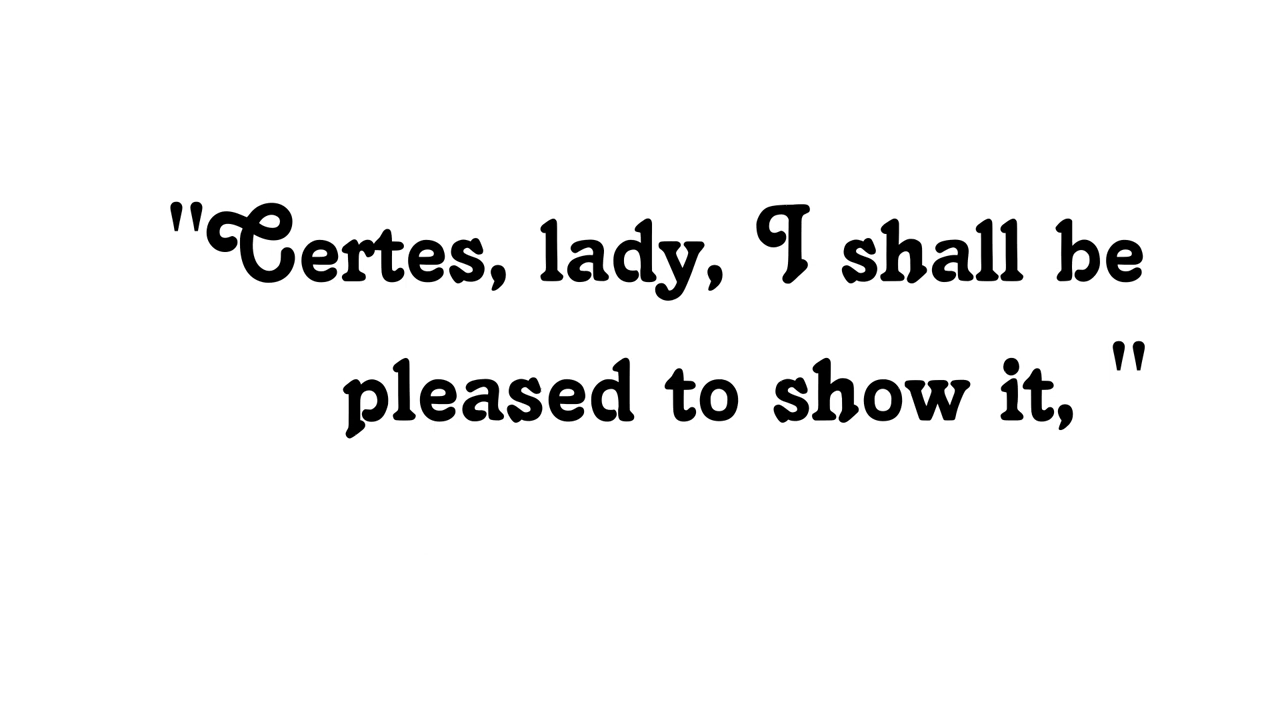 "Certes, lady, I shall be
pleased to show it, "